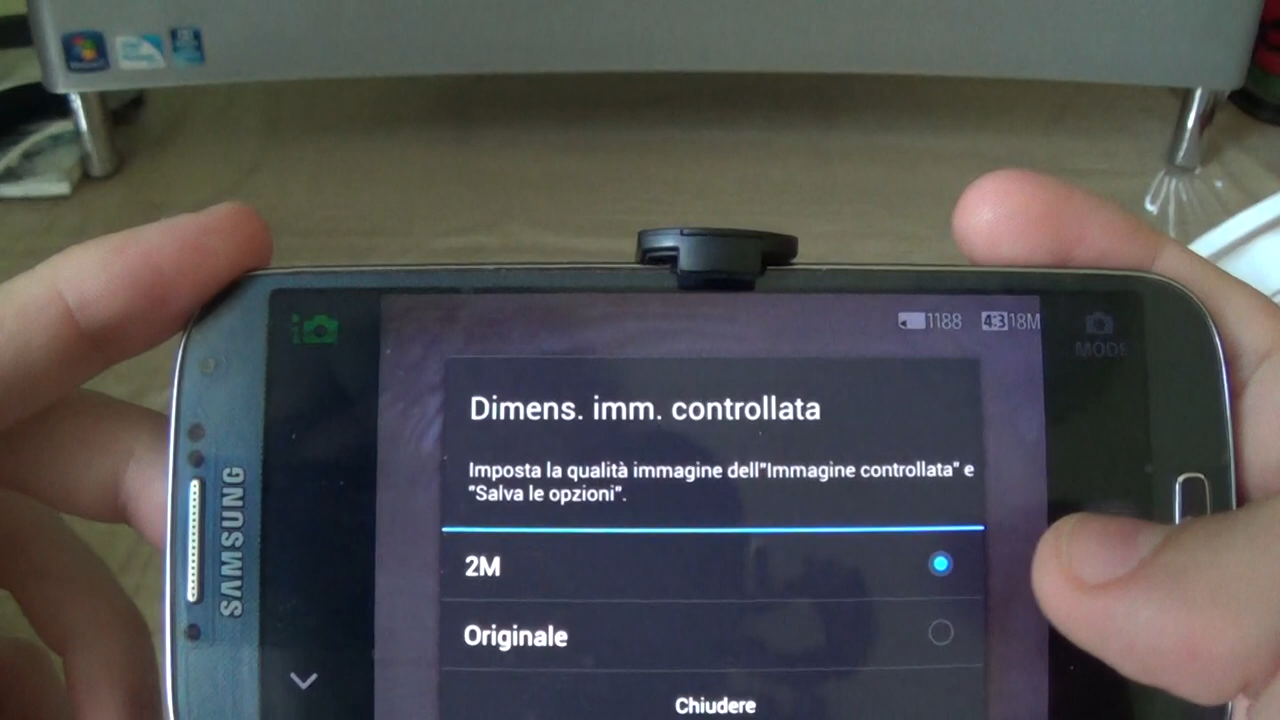 1188
4:3 18M
MODE
Dimens. imm. controllata
Imposta la qualità immagine dell'"Immagine controllata" e
"Salva le opzioni".
2M
Originale
Chiudere
SAMSUNG